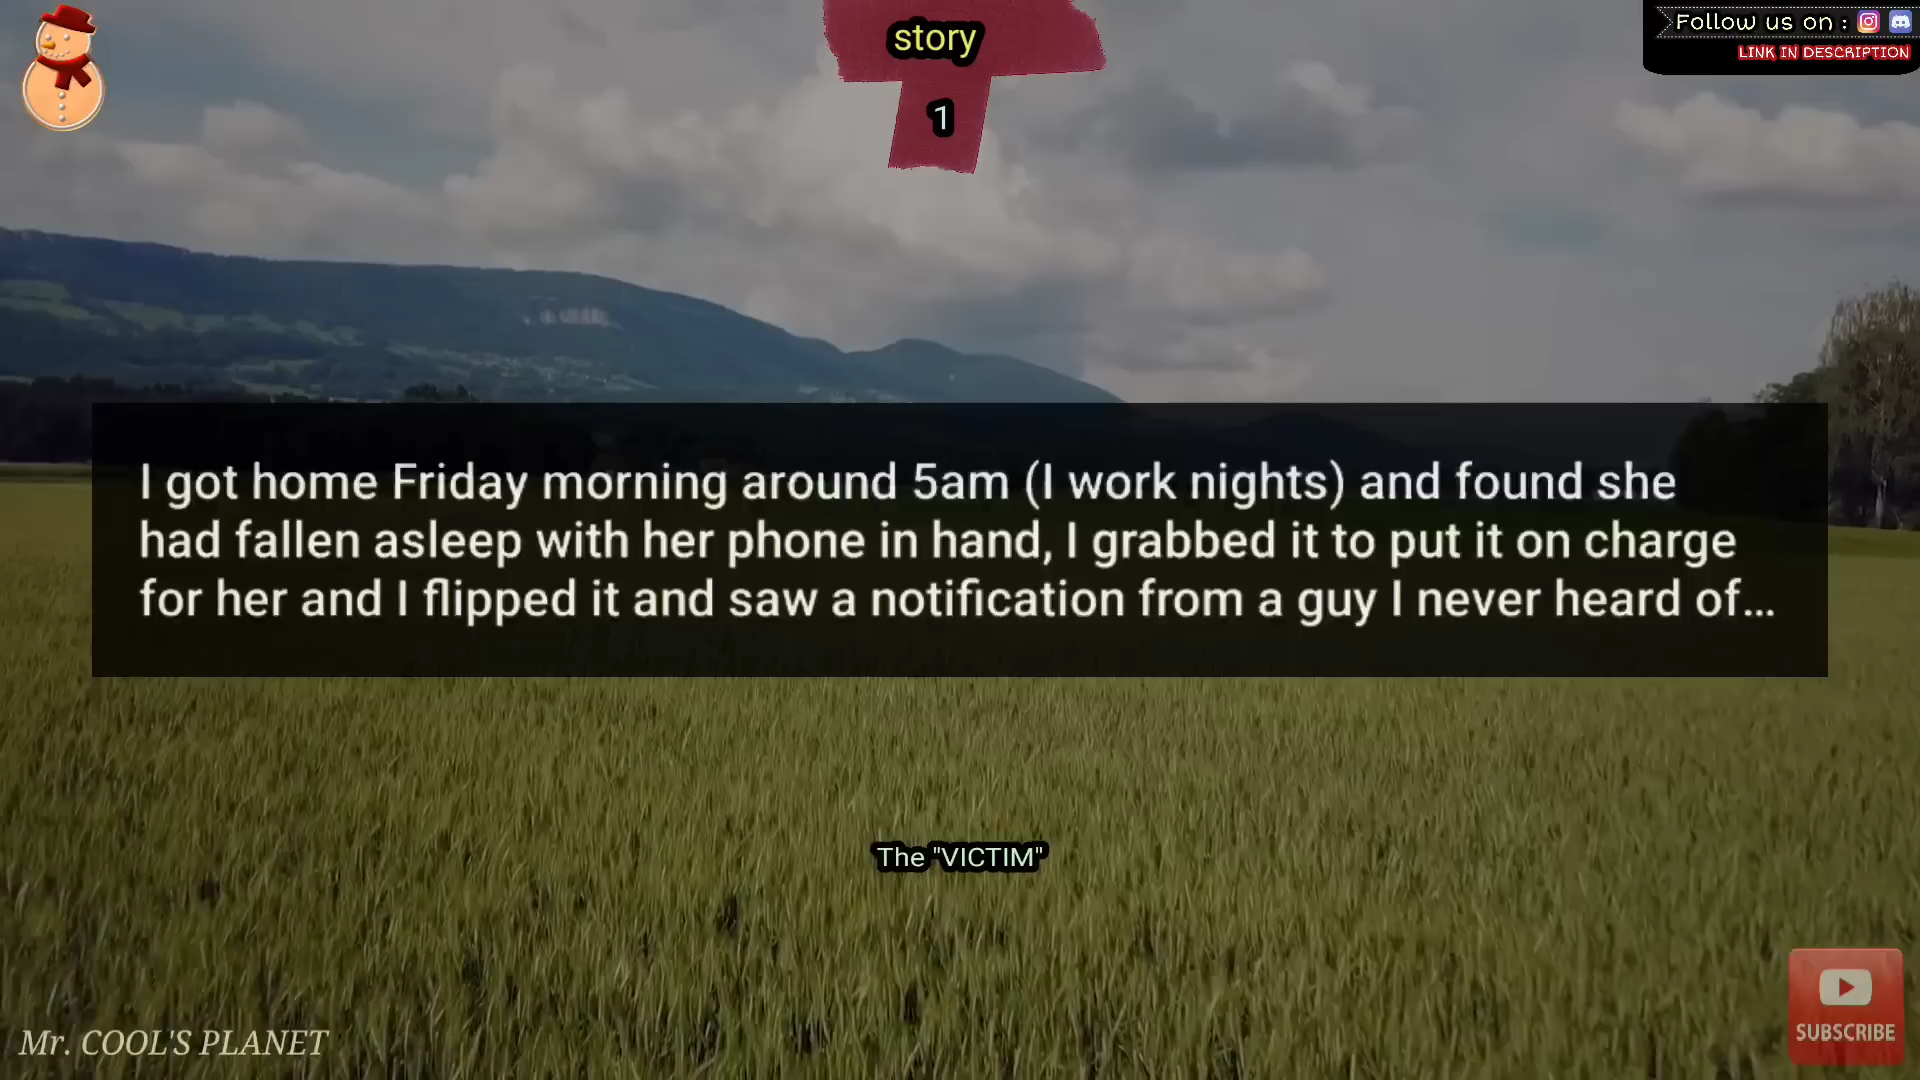 story
1
Follow us on :
LINK IN DESCRIPTION
I got home Friday morning around 5am (I work nights) and found she
had fallen asleep with her phone in hand, I grabbed it to put it on charge
for her and I flipped it and saw a notification from a guy I never heard of...
The "VICTIM"
Mr. COOL'S PLANET
SUBSCRIBE